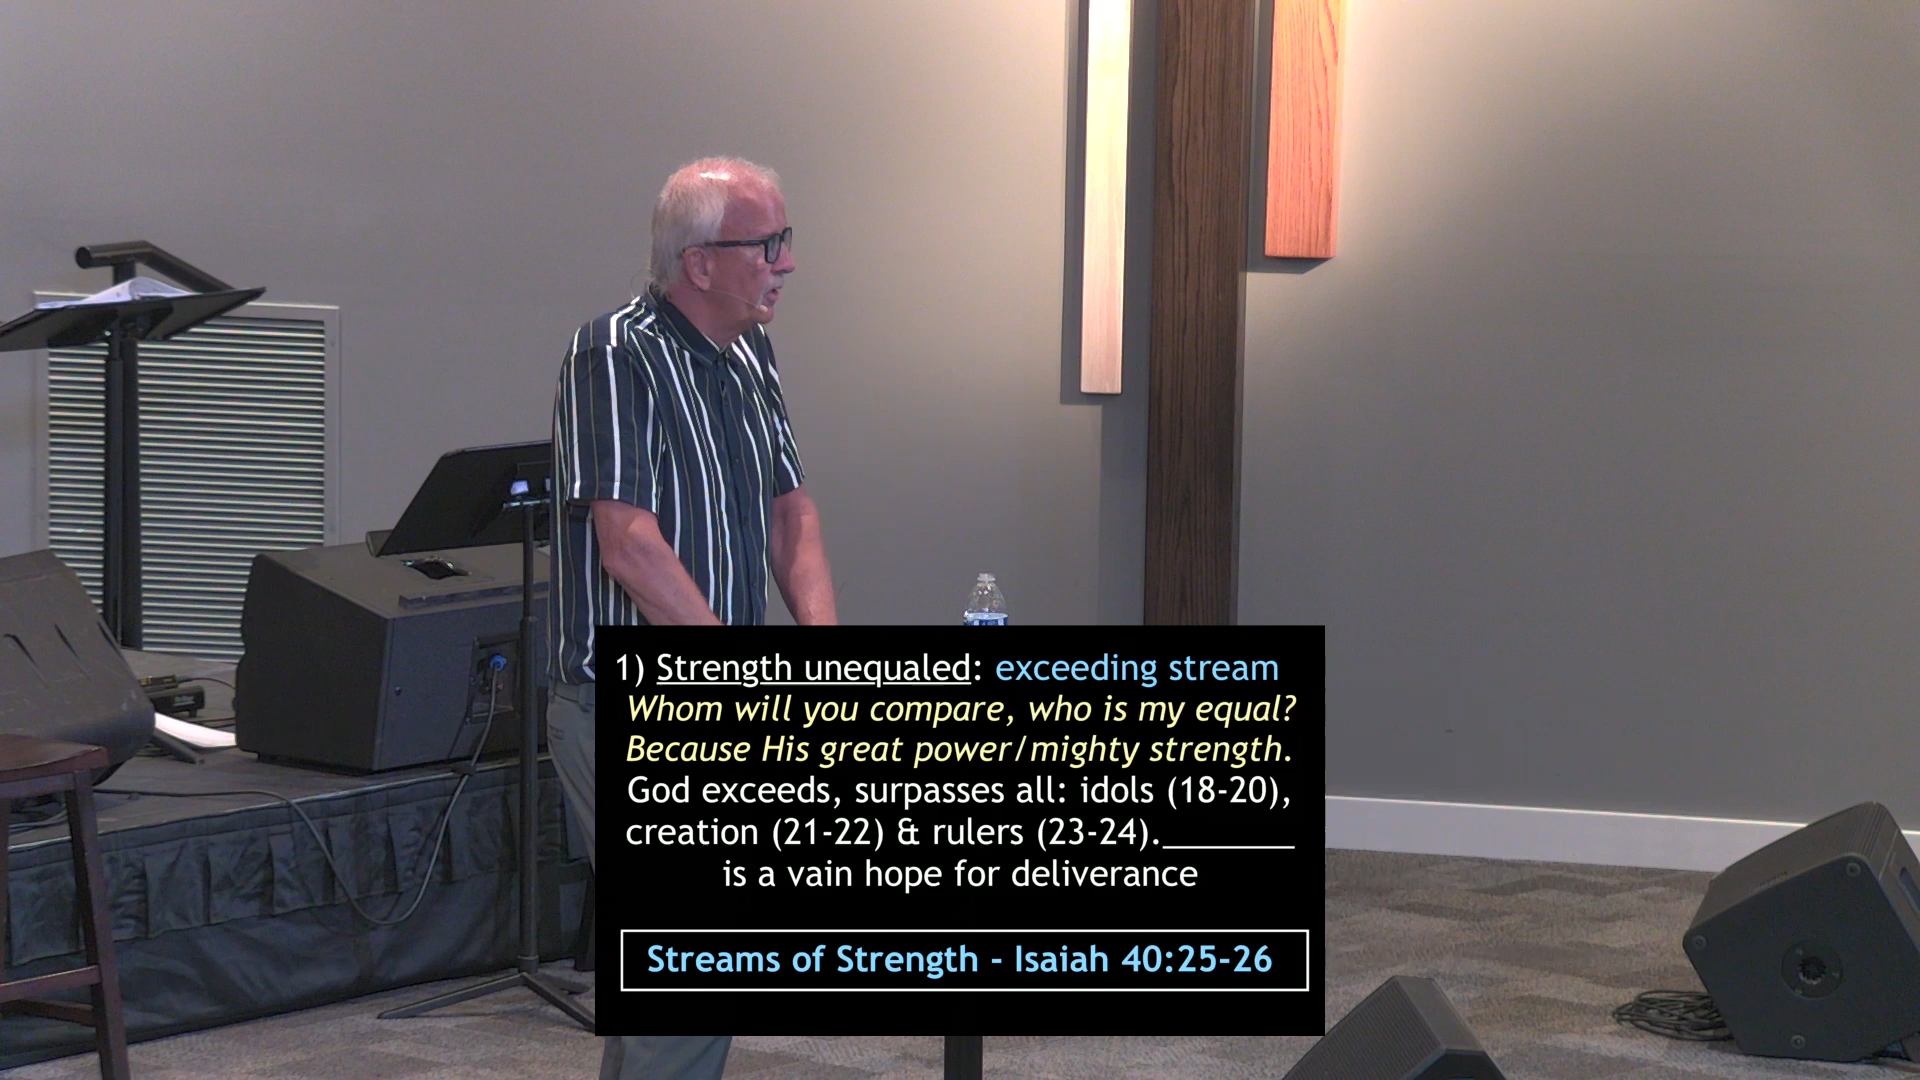 1) Strength unequaled: exceeding stream
Whom will you compare, who is my equal?
Because His great power/mighty strength.
God exceeds, surpasses all: idols (18-20),
creation (21-22) & rulers (23-24)._______
is a vain hope for deliverance
Streams of Strength - Isaiah 40:25-26